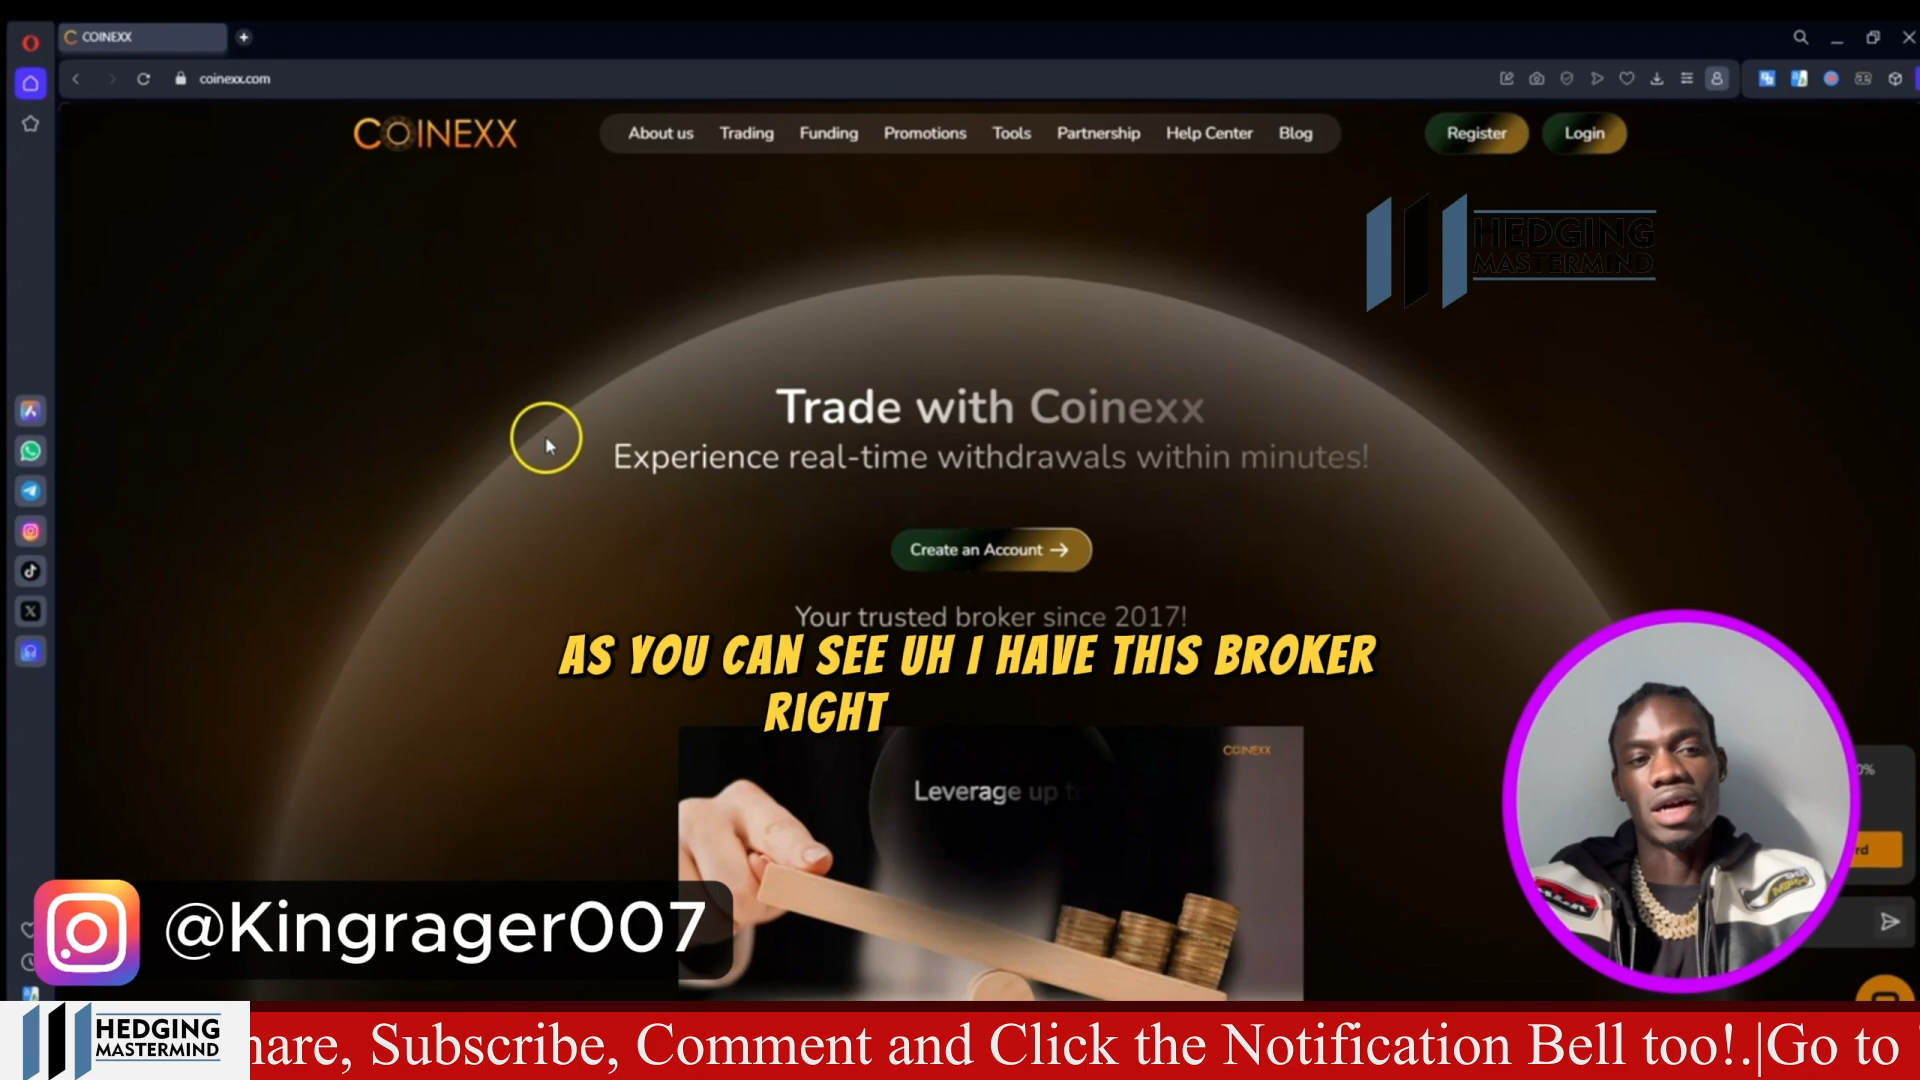 COINEXX
coinexx.com
COINEXX
About us Trading Funding Promotions Tools Partnership Help Center Blog
Register Login
HEDGING
MASTERMIND
Trade with Coinexx
Experience real-time withdrawals within minutes!
Create an Account →
Your trusted broker since 2017!
AS YOU CAN SEE UH I HAVE THIS BROKER
RIGHT
COINEXX
Leverage up to
0%
rd
@Kingrager007
HEDGING
MASTERMIND
hare, Subscribe, Comment and Click the Notification Bell too!.|Go to